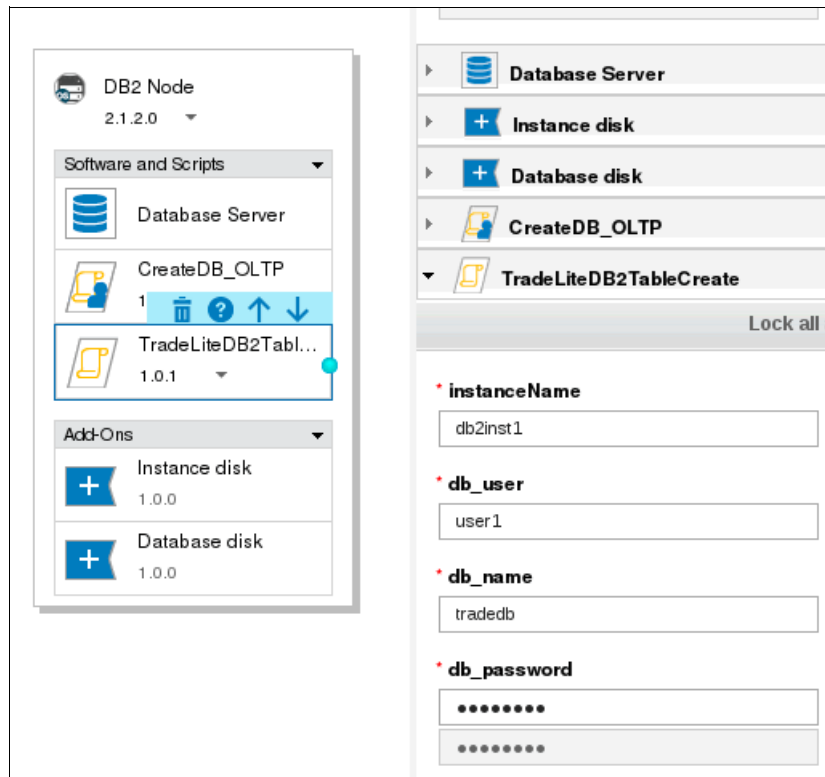 DB2 Node
2.1.2.0
Software and Scripts
Database Server
CreateDB_OLTP
1
TradeLiteDB2Tabl...
1.0.1
Add-Ons
Instance disk
1.0.0
Database disk
1.0.0
Database Server
Instance disk
Database disk
CreateDB_OLTP
TradeLiteDB2TableCreate
Lock all
* instanceName
db2inst1
* db_user
user1
* db_name
tradedb
* db_password
●●●●●●●●
●●●●●●●●